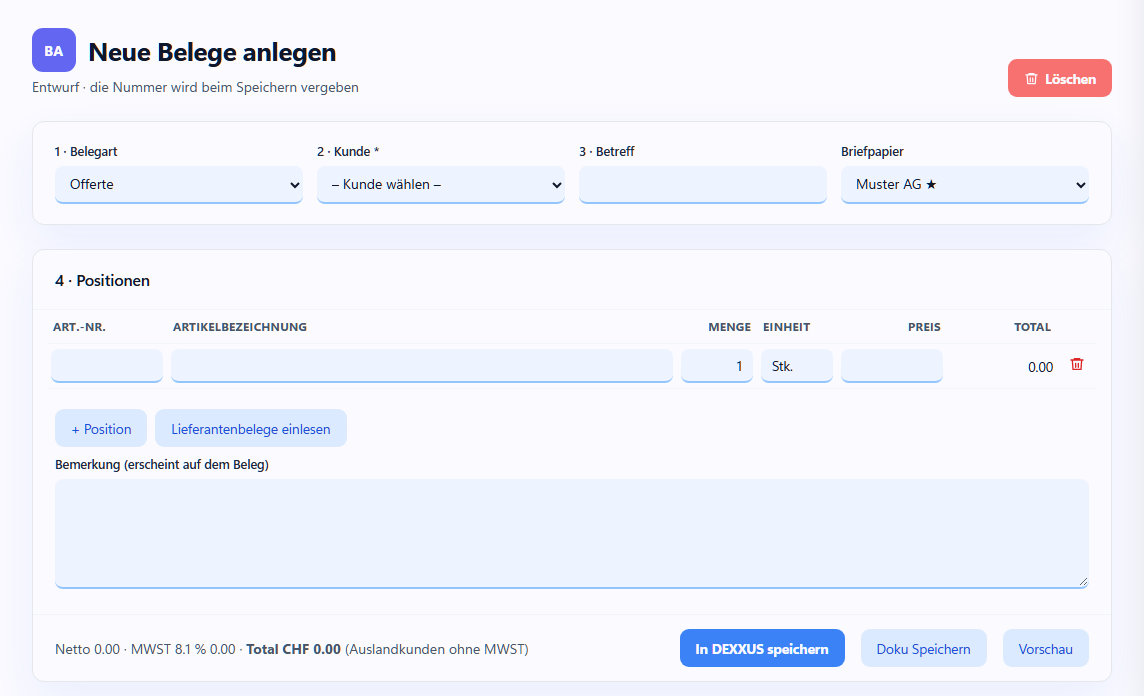 BA Neue Belege anlegen
Entwurf · die Nummer wird beim Speichern vergeben
Löschen
1 · Belegart 2 · Kunde * 3 · Betreff Briefpapier
Offerte – Kunde wählen – Muster AG ★
4 · Positionen
ART.-NR. ARTIKELBEZEICHNUNG MENGE EINHEIT PREIS TOTAL
1 Stk. 0.00
+ Position Lieferantenbelege einlesen
Bemerkung (erscheint auf dem Beleg)
Netto 0.00 · MWST 8.1 % 0.00 · Total CHF 0.00 (Auslandkunden ohne MWST) In DEXXUS speichern Doku Speichern Vorschau